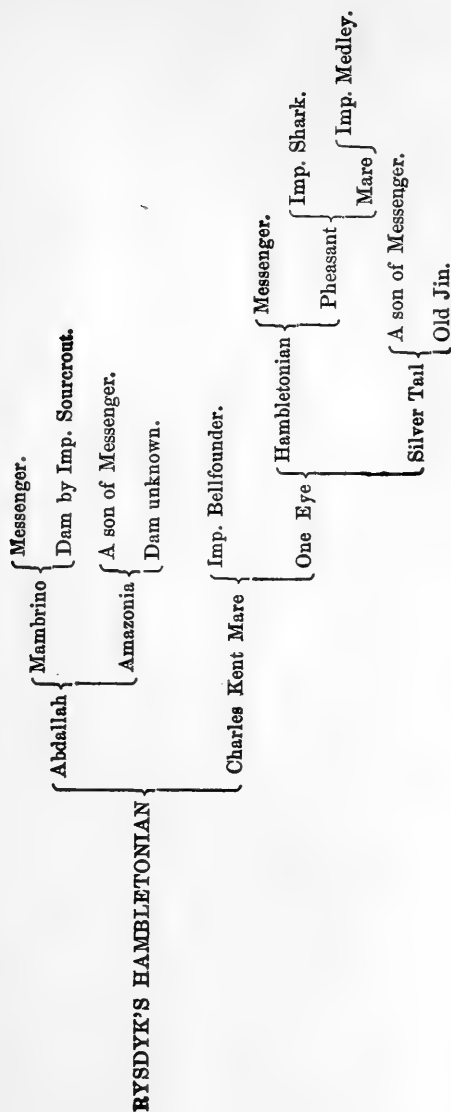 Messenger.
Mambrino
Abdallah
Dam by Imp. Sourcrout.
A son of Messenger.
Amazonia
RYSDYK'S HAMBLETONIAN
Dam unknown.
Imp. Bellfounder.
Charles Kent Mare
Messenger.
Hambletonian
Imp. Shark.
One Eye
Pheasant
Imp. Medley.
Mare
A son of Messenger.
Silver Tail
Old Jin.